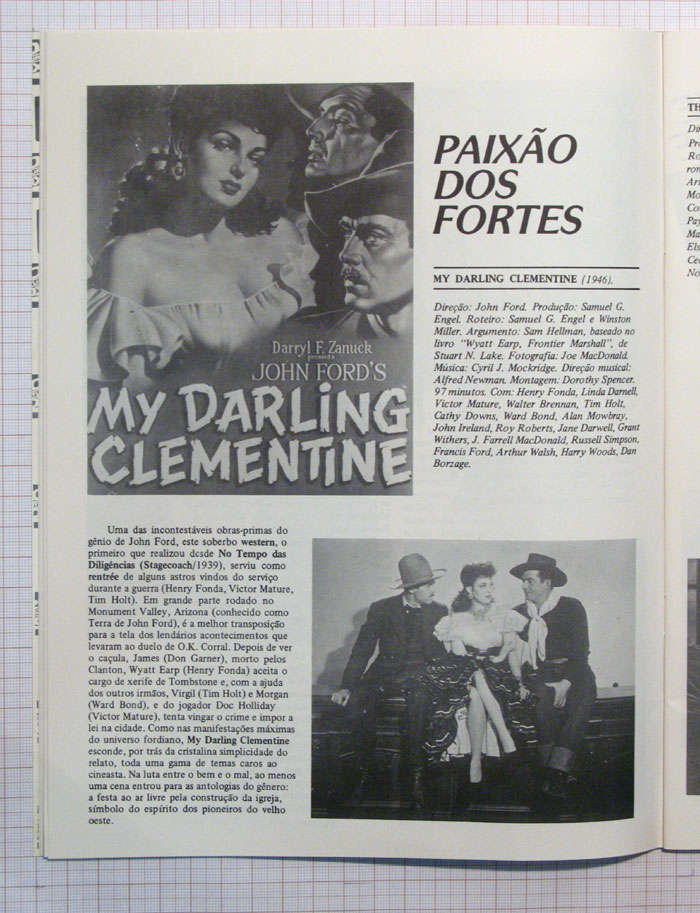 Darryl F. Zanuck
presents
JOHN FORD'S
MY DARLING
CLEMENTINE
PAIXÃO
DOS
FORTES
MY DARLING CLEMENTINE (1946).
Direção: John Ford. Produção: Samuel G.
Engel. Roteiro: Samuel G. Engel e Winston
Miller. Argumento: Sam Hellman, baseado no
livro "Wyatt Earp, Frontier Marshall", de
Stuart N. Lake. Fotografia: Joe MacDonald.
Música: Cyril J. Mockridge. Direção musical:
Alfred Newman. Montagem: Dorothy Spencer.
97 minutos. Com: Henry Fonda, Linda Darnell,
Victor Mature, Walter Brennan, Tim Holt,
Cathy Downs, Ward Bond, Alan Mowbray,
John Ireland, Roy Roberts, Jane Darwell, Grant
Withers, J. Farrell MacDonald, Russell Simpson,
Francis Ford, Arthur Walsh, Harry Woods, Dan
Borzage.
Uma das incontestáveis obras-primas do
gênio de John Ford, este soberbo western, o
primeiro que realizou desde No Tempo das
Diligências (Stagecoach/1939), serviu como
rentrée de alguns astros vindos do serviço
durante a guerra (Henry Fonda, Victor Mature,
Tim Holt). Em grande parte rodado no
Monument Valley, Arizona (conhecido como
Terra de John Ford), é a melhor transposição
para a tela dos lendários acontecimentos que
levaram ao duelo de O.K. Corral. Depois de ver
o caçula, James (Don Garner), morto pelos
Clanton, Wyatt Earp (Henry Fonda) aceita o
cargo de xerife de Tombstone e, com a ajuda
dos outros irmãos, Virgil (Tim Holt) e Morgan
(Ward Bond), e do jogador Doc Holliday
(Victor Mature), tenta vingar o crime e impor a
lei na cidade. Como nas manifestações máximas
do universo fordiano, My Darling Clementine
esconde, por trás da cristalina simplicidade do
relato, toda uma gama de temas caros ao
cineasta. Na luta entre o bem e o mal, ao menos
uma cena entrou para as antologias do gênero:
a festa ao ar livre pela construção da igreja,
símbolo do espírito dos pioneiros do velho
oeste.
TH
Di
Pr
Ro
ron
Art
Mo
Co
Pay
Ma
Els
Ced
No